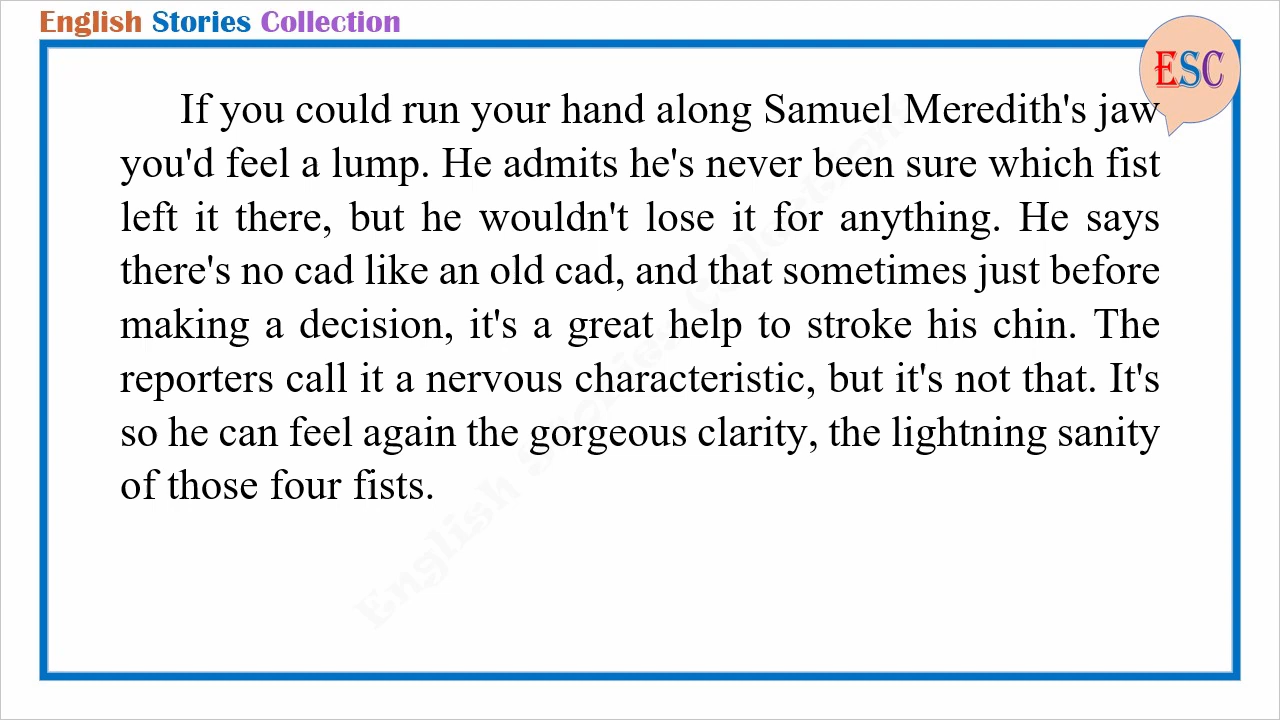 English Stories Collection
ESC
If you could run your hand along Samuel Meredith's jaw
you'd feel a lump. He admits he's never been sure which fist
left it there, but he wouldn't lose it for anything. He says
there's no cad like an old cad, and that sometimes just before
making a decision, it's a great help to stroke his chin. The
reporters call it a nervous characteristic, but it's not that. It's
so he can feel again the gorgeous clarity, the lightning sanity
of those four fists.
English Stories Collection